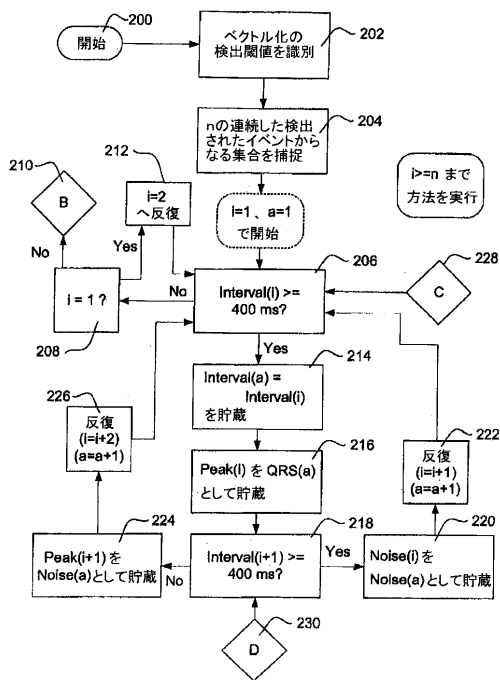 200
開始
ベクトル化の
検出閾値を識別
202
nの連続した検出
されたイベントから
なる集合を捕捉
204
210
B
212
i=2
へ反復
i=1 、a=1
で開始
i>=n まで
方法を実行
No
Yes
i = 1 ?
208
No
Interval(i) >=
400 ms?
206
228
C
Yes
Interval(a) =
Interval(i)
を貯蔵
214
226
反復
(i=i+2)
(a=a+1)
Peak(i) を QRS(a)
として貯蔵
216
反復
(i=i+1)
(a=a+1)
222
224
Peak(i+1) を
Noise(a)として貯蔵
No
Interval(i+1) >=
400 ms?
218
Yes
Noise(i) を
Noise(a)として貯蔵
220
D
230